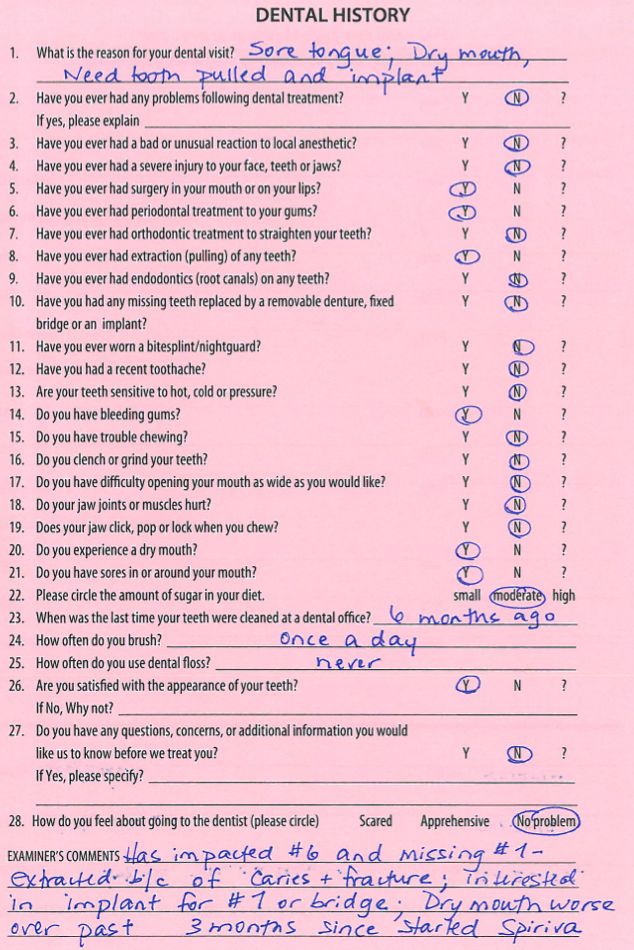 DENTAL HISTORY
1. What is the reason for your dental visit? Sore tongue; Dry mouth,
Need tooth pulled and implant
2. Have you ever had any problems following dental treatment? Y N ?
If yes, please explain
3. Have you ever had a bad or unusual reaction to local anesthetic? Y N ?
4. Have you ever had a severe injury to your face, teeth or jaws? Y N ?
5. Have you ever had surgery in your mouth or on your lips? Y N ?
6. Have you ever had periodontal treatment to your gums? Y N ?
7. Have you ever had orthodontic treatment to straighten your teeth? Y N ?
8. Have you ever had extraction (pulling) of any teeth? Y N ?
9. Have you ever had endodontics (root canals) on any teeth? Y N ?
10. Have you had any missing teeth replaced by a removable denture, fixed Y N ?
bridge or an implant?
11. Have you ever worn a bitesplint/nightguard? Y N ?
12. Have you had a recent toothache? Y N ?
13. Are your teeth sensitive to hot, cold or pressure? Y N ?
14. Do you have bleeding gums? Y N ?
15. Do you have trouble chewing? Y N ?
16. Do you clench or grind your teeth? Y N ?
17. Do you have difficulty opening your mouth as wide as you would like? Y N ?
18. Do your jaw joints or muscles hurt? Y N ?
19. Does your jaw click, pop or lock when you chew? Y N ?
20. Do you experience a dry mouth? Y N ?
21. Do you have sores in or around your mouth? Y N ?
22. Please circle the amount of sugar in your diet. small moderate high
23. When was the last time your teeth were cleaned at a dental office? 6 months ago
24. How often do you brush? once a day
25. How often do you use dental floss? never
26. Are you satisfied with the appearance of your teeth? Y N ?
If No, Why not?
27. Do you have any questions, concerns, or additional information you would
like us to know before we treat you? Y N ?
If Yes, please specify?
28. How do you feel about going to the dentist (please circle) Scared Apprehensive No problem
EXAMINER'S COMMENTS Has impacted #6 and missing #1-
extracted b/c of caries + fracture; interested
in implant for #1 or bridge; Dry mouth worse
over past 3 months since started Spiriva